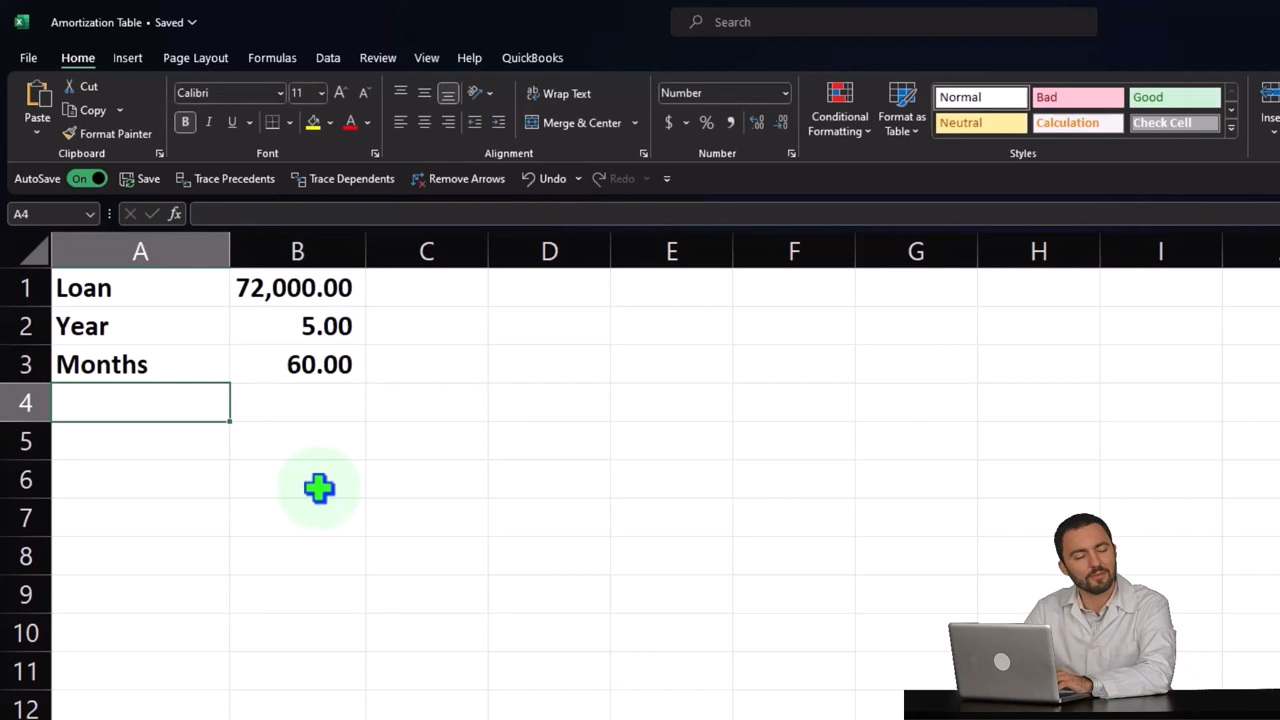 Amortization Table • Saved
Search
File Home Insert Page Layout Formulas Data Review View Help QuickBooks
Paste
Cut
Copy
Format Painter
Clipboard
Calibri 11 A A
B I U A
Font
Wrap Text
Merge & Center
Alignment
Number
$ % 9
Number
Conditional Formatting
Format as Table
Normal Bad Good
Neutral Calculation Check Cell
Styles
AutoSave On Save Trace Precedents Trace Dependents Remove Arrows Undo Redo
A4 fx
A B C D E F G H I
1 Loan 72,000.00
2 Year 5.00
3 Months 60.00
4
5
6
7
8
9
10
11
12